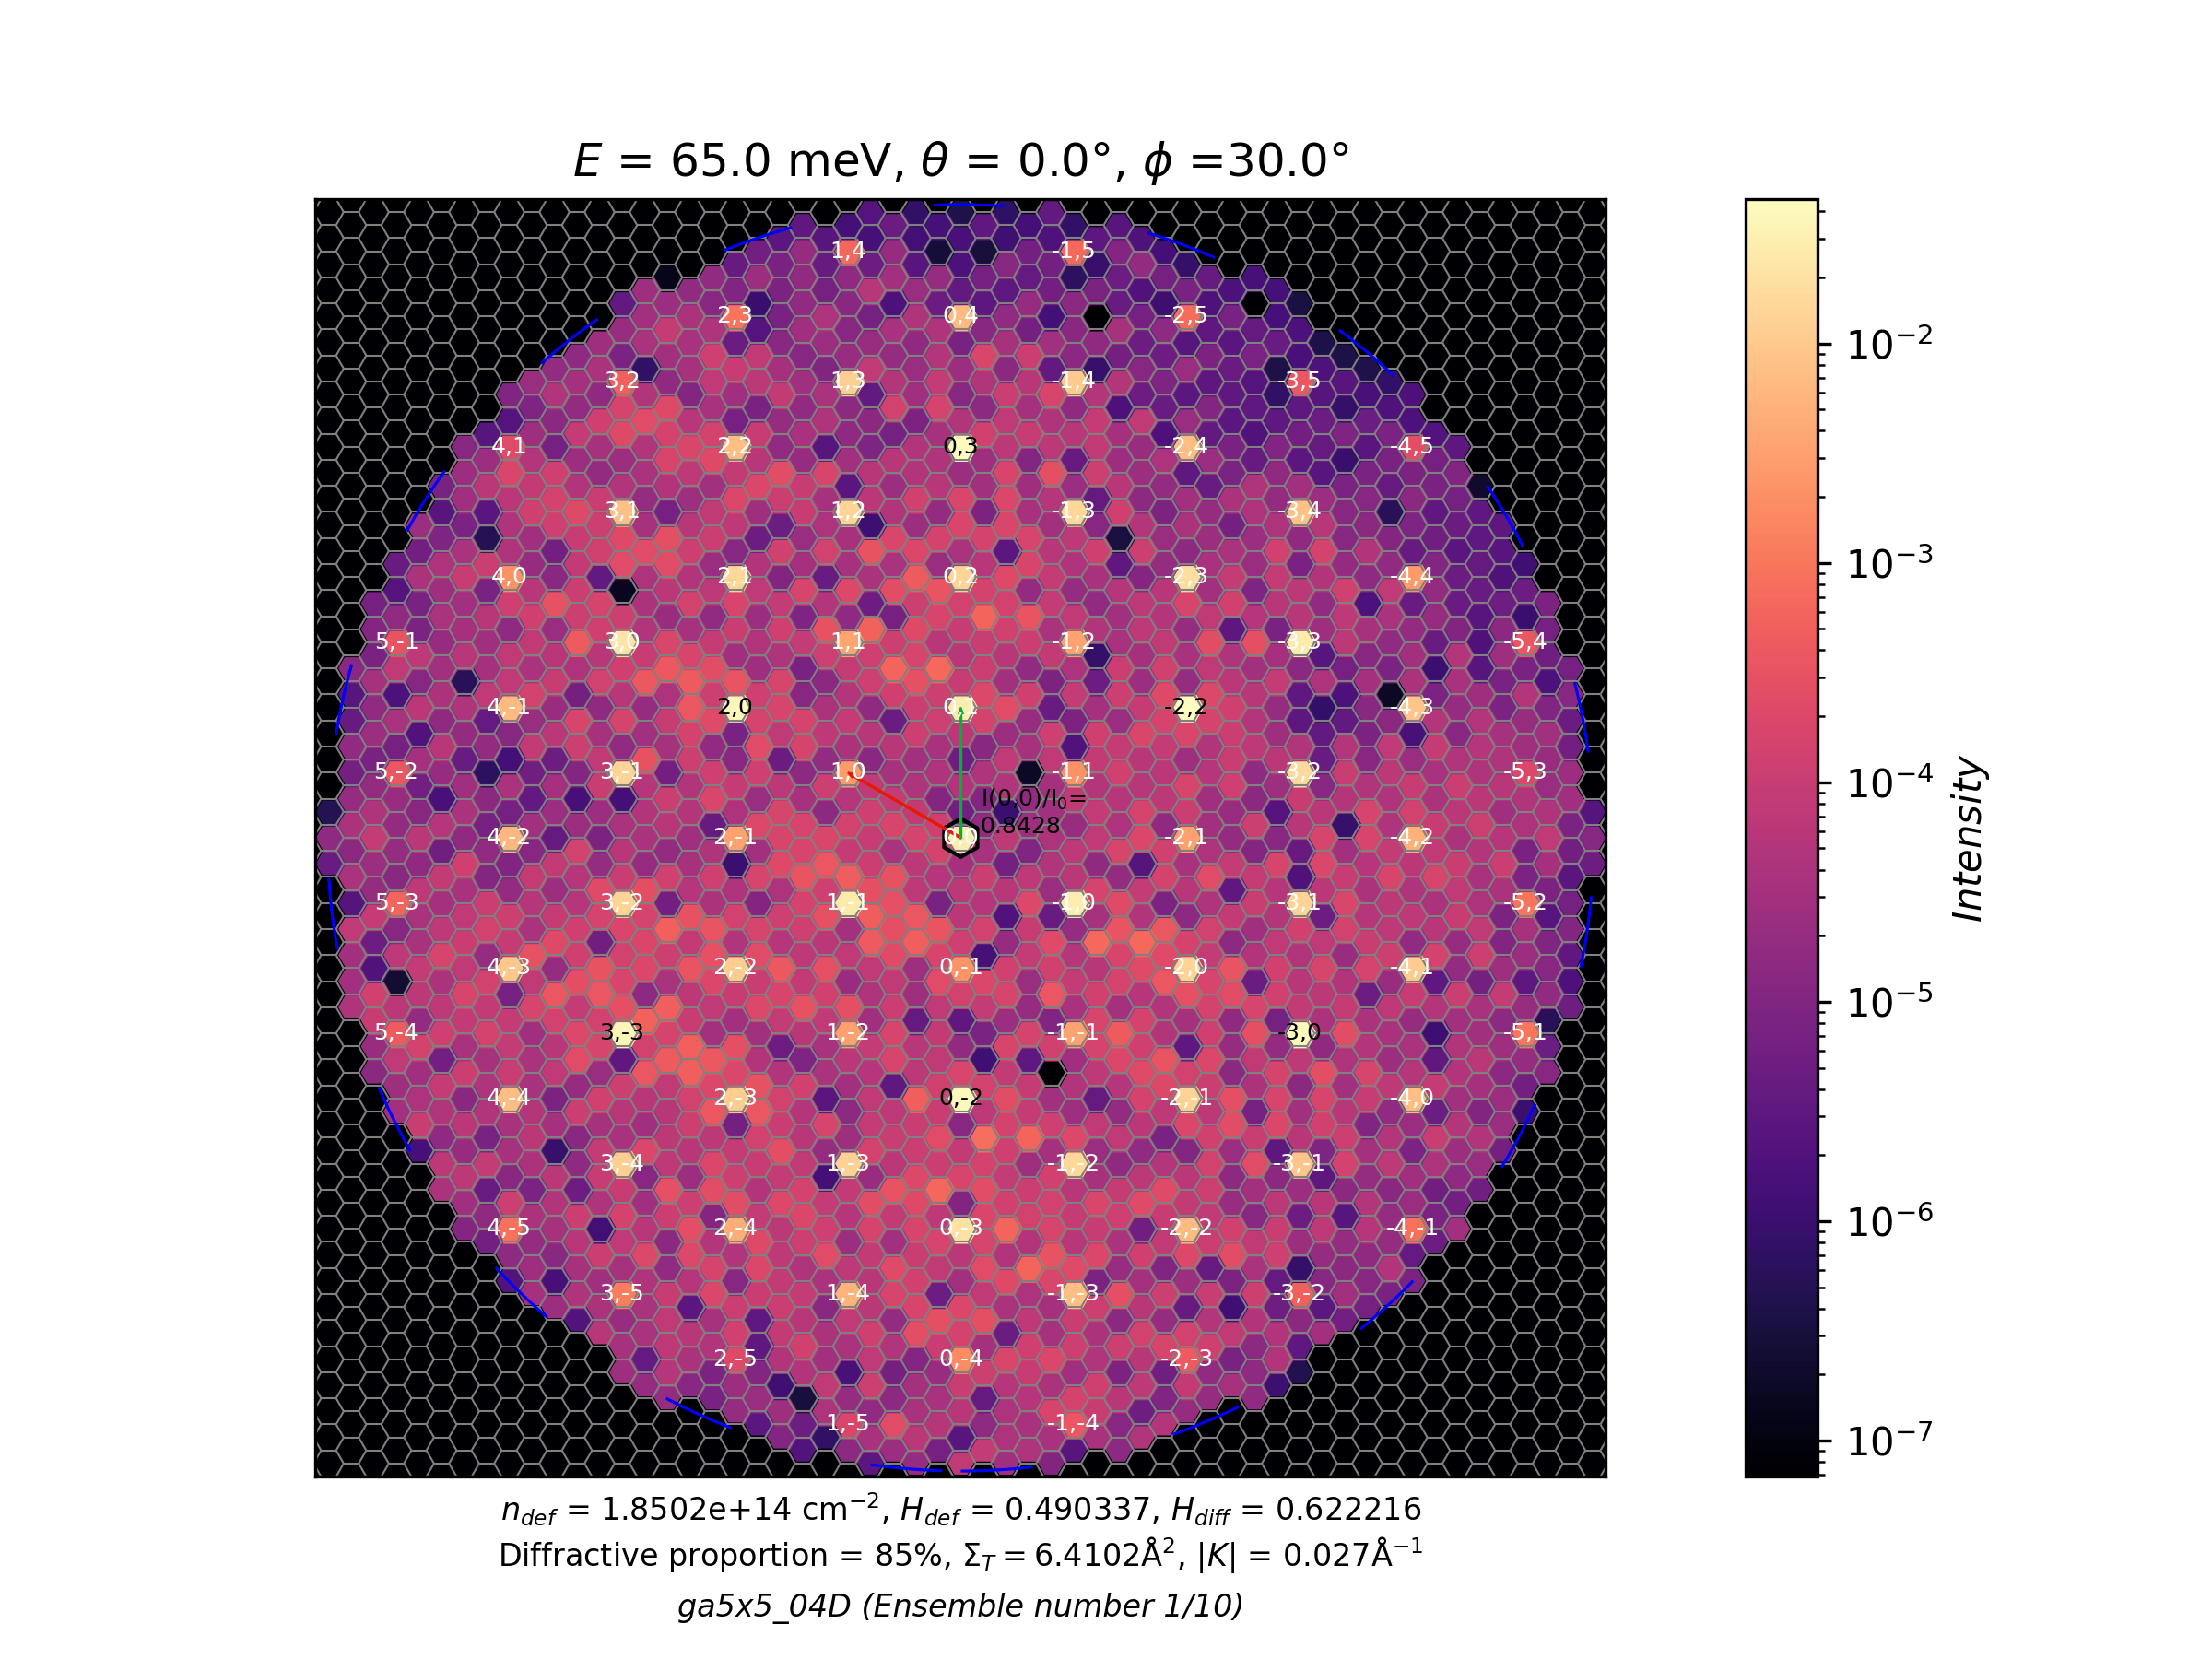 E = 65.0 meV, θ = 0.0°, ϕ =30.0°
1,4 -1,5
2,3 0,4 -2,5
3,2 1,3 -1,4 -3,5
4,1 2,2 0,3 -2,4 -4,5
3,1 1,2 -1,3 -3,4
4,0 2,1 0,2 -2,3 -4,4
5,-1 3,0 1,1 -1,2 -3,3 -5,4
4,-1 2,0 0,1 -2,2 -4,3
5,-2 3,-1 1,0 -1,1 -3,2 -5,3
I(0,0)/I₀=
0.8428
4,-2 2,-1 0,0 -2,1 -4,2
5,-3 3,-2 1,-1 -1,0 -3,1 -5,2
4,-3 2,-2 0,-1 -2,0 -4,1
5,-4 3,-3 1,-2 -1,-1 -3,0 -5,1
4,-4 2,-3 0,-2 -2,-1 -4,0
3,-4 1,-3 -1,-2 -3,-1
4,-5 2,-4 0,-3 -2,-2 -4,-1
3,-5 1,-4 -1,-3 -3,-2
2,-5 0,-4 -2,-3
1,-5 -1,-4
10⁻²
10⁻³
10⁻⁴
10⁻⁵
10⁻⁶
10⁻⁷
Intensity
n_def = 1.8502e+14 cm⁻², H_def = 0.490337, H_diff = 0.622216
Diffractive proportion = 85%, Σ_T = 6.4102Å², |K| = 0.027Å⁻¹
ga5x5_04D (Ensemble number 1/10)